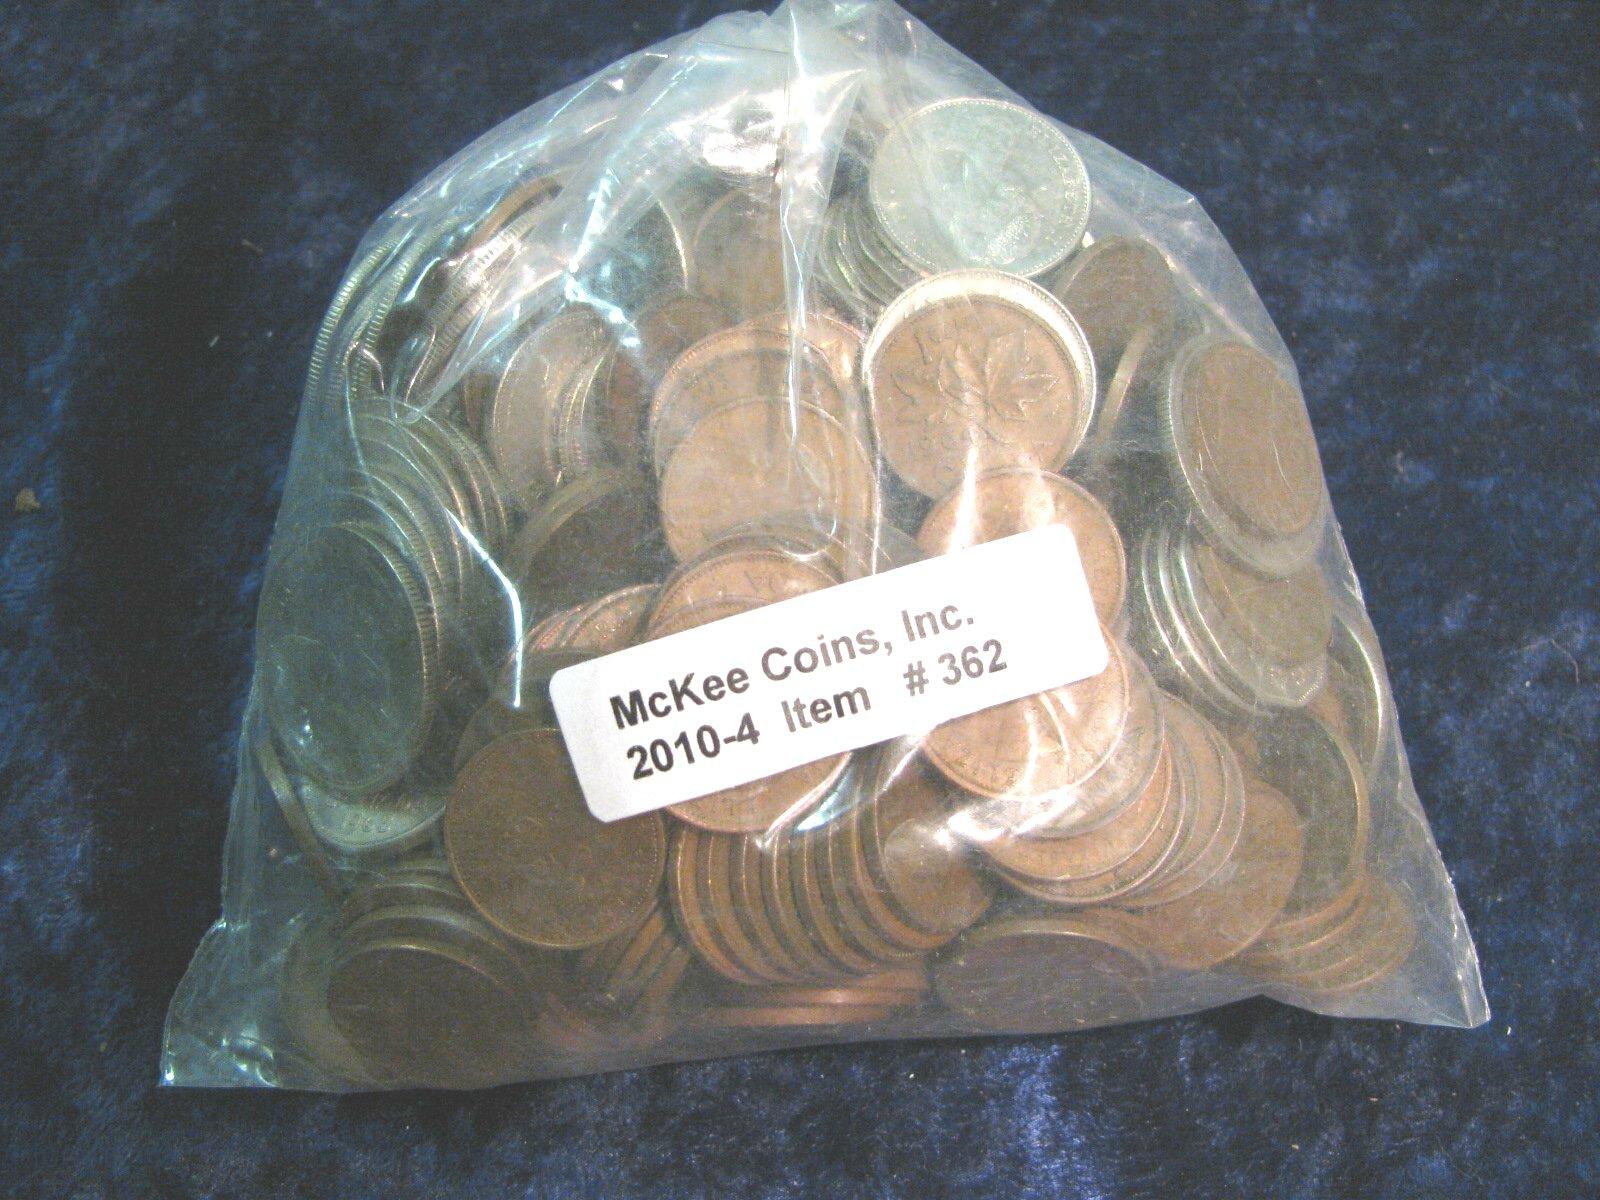 McKee Coins, Inc.
2010-4 Item # 362